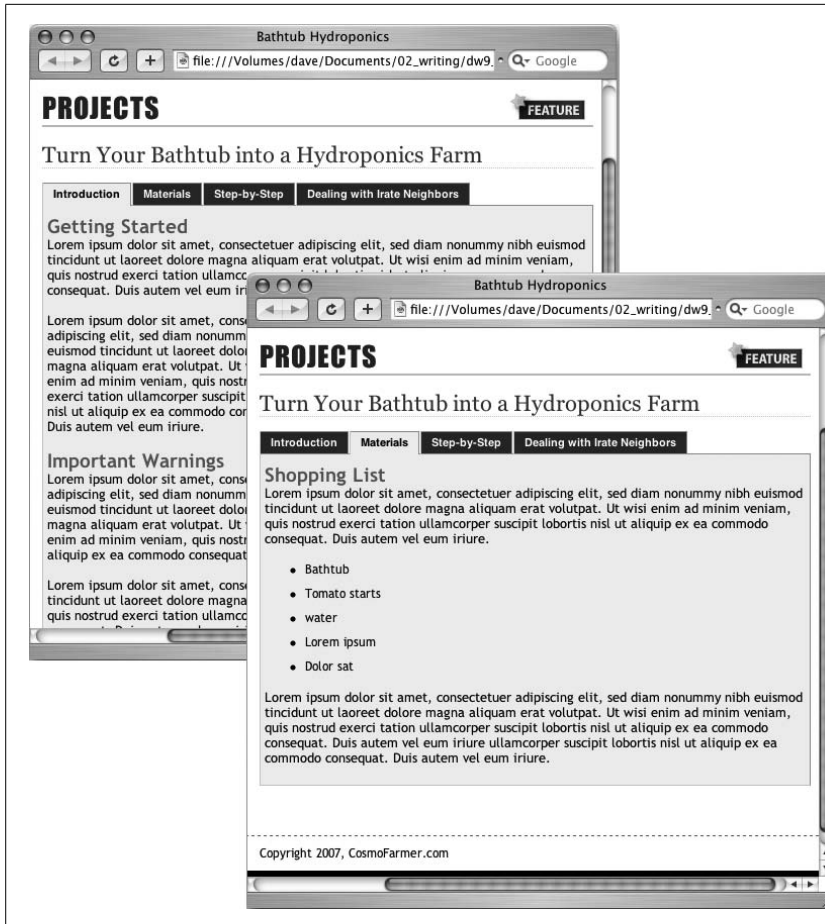 Bathtub Hydroponics
file:///Volumes/dave/Documents/02_writing/dw9_
Google
PROJECTS
FEATURE
Turn Your Bathtub into a Hydroponics Farm
Introduction Materials Step-by-Step Dealing with Irate Neighbors
Getting Started
Lorem ipsum dolor sit amet, consectetuer adipiscing elit, sed diam nonummy nibh euismod
tincidunt ut laoreet dolore magna aliquam erat volutpat. Ut wisi enim ad minim veniam,
quis nostrud exerci tation
consequat. Duis autem vel eum
Lorem ipsum dolor sit amet,
adipiscing elit, sed diam
euismod tincidunt ut laoreet
magna aliquam erat volutpat. Ut
enim ad minim veniam, quis
exerci tation ullamcorper suscipit
nisl ut aliquip ex ea commodo
Duis autem vel eum iriure.
Important Warnings
Lorem ipsum dolor sit amet,
adipiscing elit, sed diam
euismod tincidunt ut laoreet
magna aliquam erat volutpat. Ut
enim ad minim veniam, quis
aliquip ex ea commodo consequat
Lorem ipsum dolor sit amet,
tincidunt ut laoreet dolore magna
quis nostrud exerci tation
Bathtub Hydroponics
file:///Volumes/dave/Documents/02_writing/dw9_
Google
PROJECTS
FEATURE
Turn Your Bathtub into a Hydroponics Farm
Introduction Materials Step-by-Step Dealing with Irate Neighbors
Shopping List
Lorem ipsum dolor sit amet, consectetuer adipiscing elit, sed diam nonummy nibh euismod
tincidunt ut laoreet dolore magna aliquam erat volutpat. Ut wisi enim ad minim veniam,
quis nostrud exerci tation ullamcorper suscipit lobortis nisl ut aliquip ex ea commodo
consequat. Duis autem vel eum iriure.
• Bathtub
• Tomato starts
• water
• Lorem ipsum
• Dolor sat
Lorem ipsum dolor sit amet, consectetuer adipiscing elit, sed diam nonummy nibh euismod
tincidunt ut laoreet dolore magna aliquam erat volutpat. Ut wisi enim ad minim veniam,
quis nostrud exerci tation ullamcorper suscipit lobortis nisl ut aliquip ex ea commodo
consequat. Duis autem vel eum iriure ullamcorper suscipit lobortis nisl ut aliquip ex ea
commodo consequat. Duis autem vel eum iriure.
Copyright 2007, CosmoFarmer.com